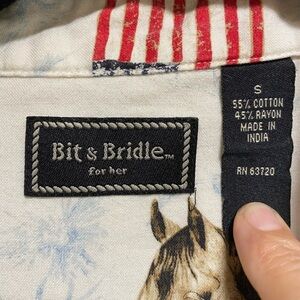 Bit & Bridle™
for her
S
55% COTTON
45% RAYON
MADE IN
INDIA
RN 63720